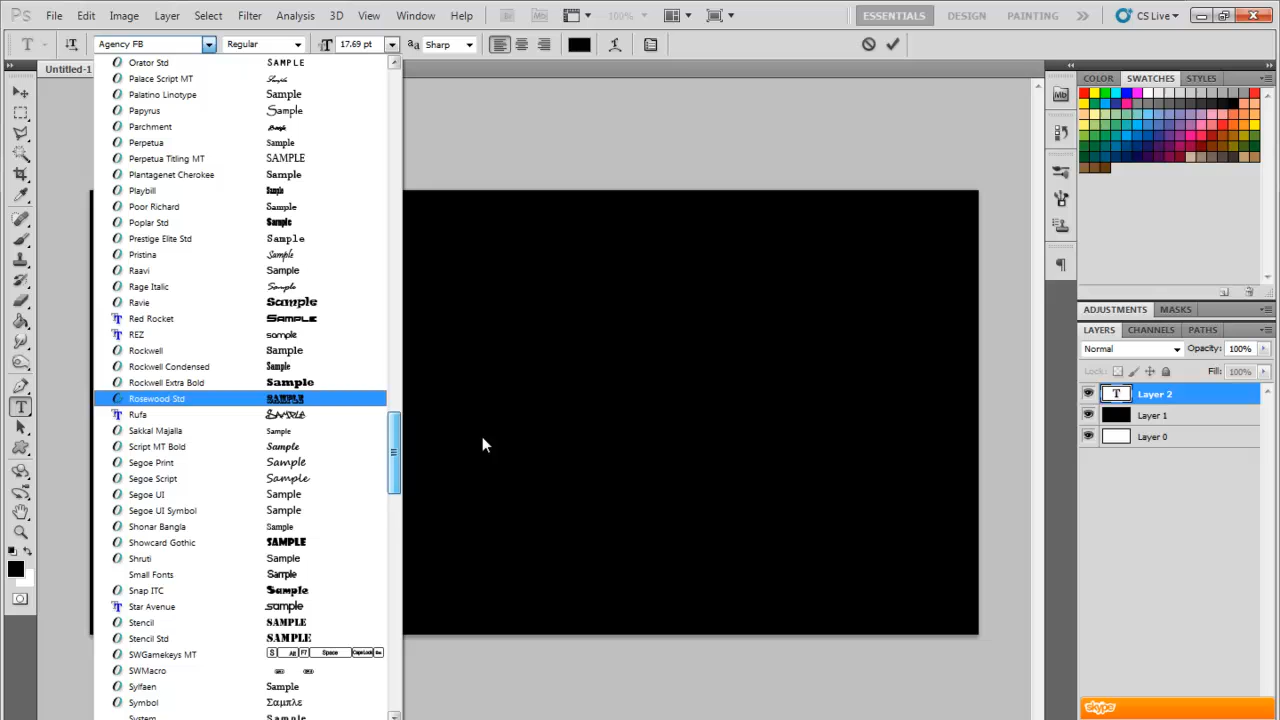 Ps File Edit Image Layer Select Filter Analysis 3D View Window Help Br Mb 100% ESSENTIALS DESIGN PAINTING CS Live
T Agency FB Regular 17.69 pt aa Sharp
Untitled-1
Orator Std SAMPLE
Palace Script MT Sample
Palatino Linotype Sample
Papyrus Sample
Parchment
Perpetua Sample
Perpetua Titling MT SAMPLE
Plantagenet Cherokee Sample
Playbill Sample
Poor Richard Sample
Poplar Std Sample
Prestige Elite Std Sample
Pristina Sample
Raavi Sample
Rage Italic Sample
Ravie Sample
Red Rocket SAMPLE
REZ sample
Rockwell Sample
Rockwell Condensed Sample
Rockwell Extra Bold Sample
Rosewood Std SAMPLE
Rufa SAMPLE
Sakkal Majalla Sample
Script MT Bold Sample
Segoe Print Sample
Segoe Script Sample
Segoe UI Sample
Segoe UI Symbol Sample
Shonar Bangla Sample
Showcard Gothic SAMPLE
Shruti Sample
Small Fonts Sample
Snap ITC Sample
Star Avenue sample
Stencil SAMPLE
Stencil Std SAMPLE
SWGamekeys MT S F7 Space CapsLock
SWMacro
Sylfaen Sample
Symbol Σαμπλε
System Sample
COLOR SWATCHES STYLES
Mb
ADJUSTMENTS MASKS
LAYERS CHANNELS PATHS
Normal Opacity: 100%
Lock: Fill: 100%
T Layer 2
Layer 1
Layer 0
skype